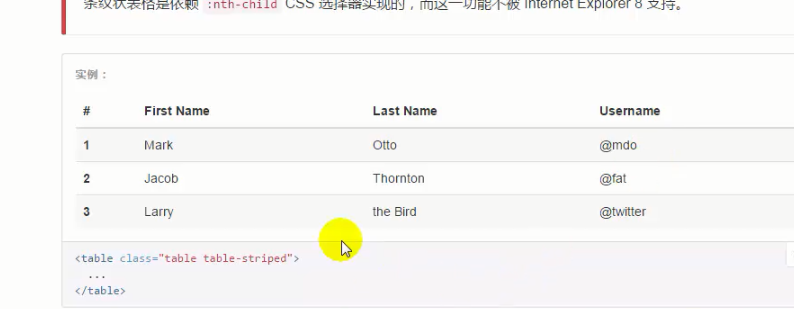 条纹状表格是依赖 :nth-child CSS 选择器实现的，而这一功能不被 Internet Explorer 8 支持。
实例：
# First Name Last Name Username
1 Mark Otto @mdo
2 Jacob Thornton @fat
3 Larry the Bird @twitter
<table class="table table-striped">
...
</table>